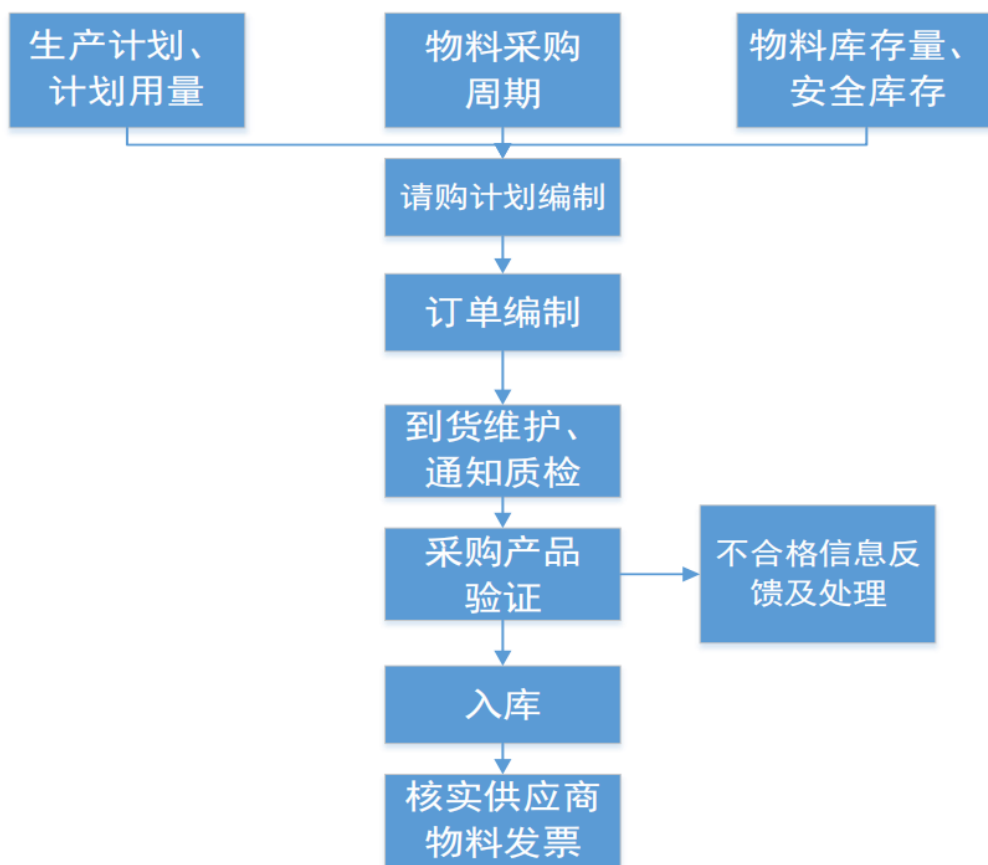 生产计划、
计划用量
物料采购
周期
物料库存量、
安全库存
请购计划编制
订单编制
到货维护、
通知质检
采购产品
验证
不合格信息反
馈及处理
入库
核实供应商
物料发票